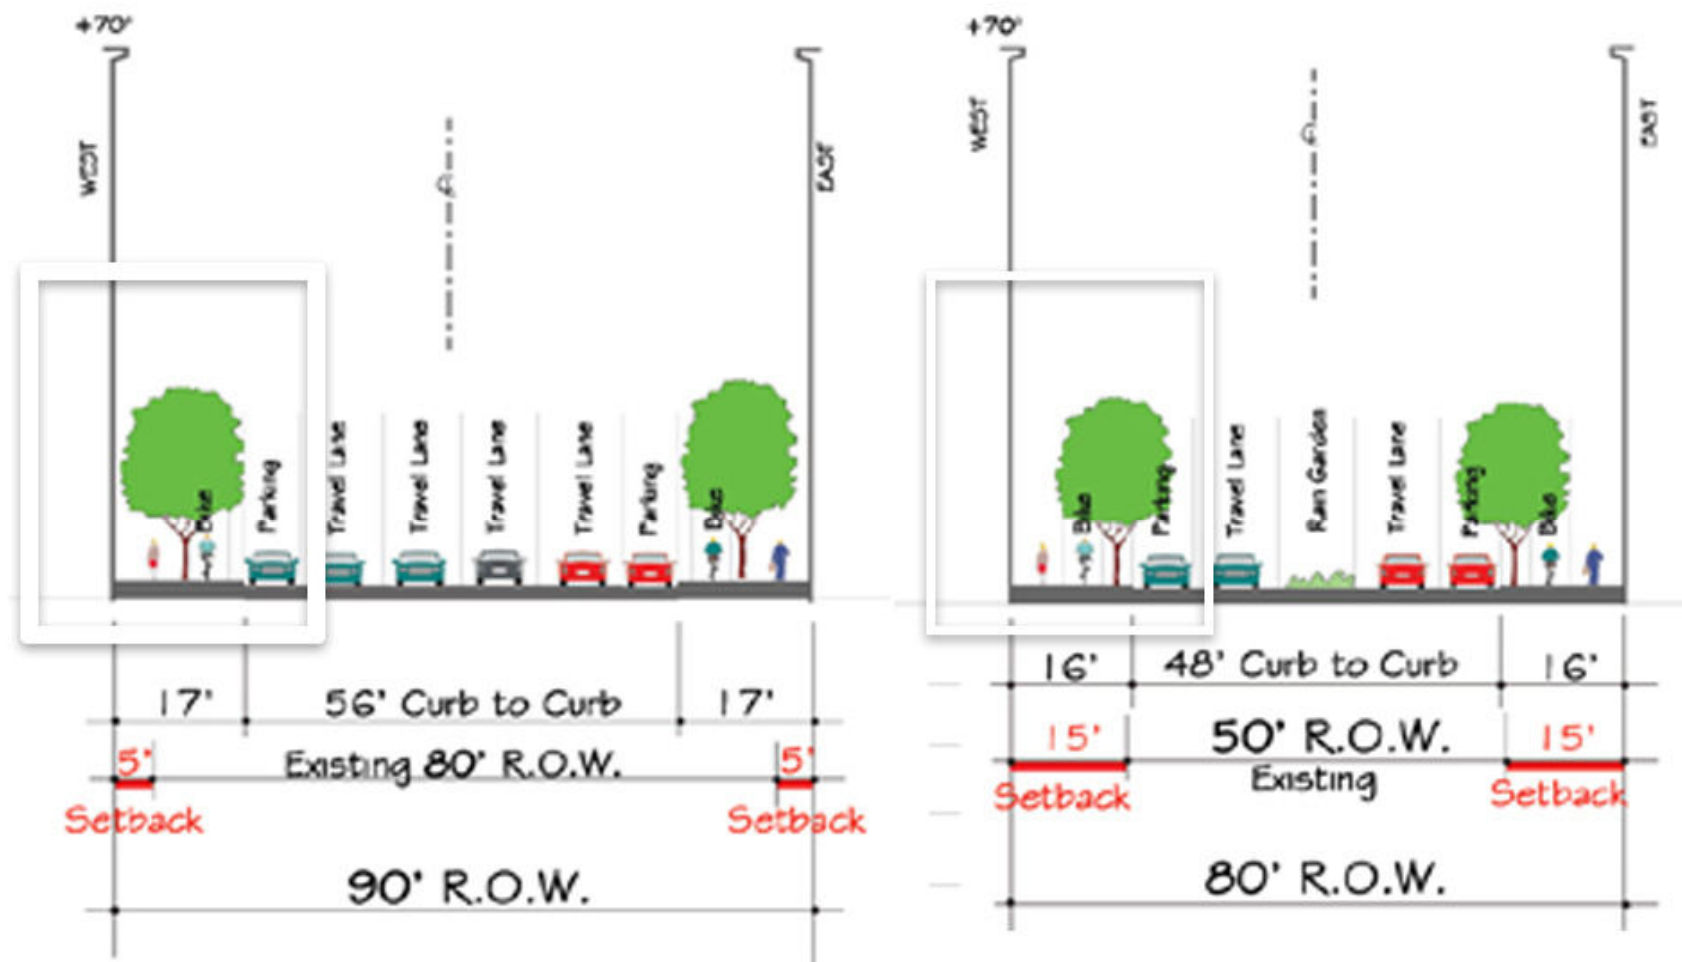 +70'
WEST
EAST
Bike
Parking
Travel Lane
Travel Lane
Travel Lane
Travel Lane
Parking
Bike
17'
56' Curb to Curb
17'
5'
Existing 80' R.O.W.
5'
Setback
Setback
90' R.O.W.
+70'
WEST
EAST
Bike
Parking
Travel Lane
Rain Garden
Travel Lane
Parking
Bike
16'
48' Curb to Curb
16'
15'
50' R.O.W.
15'
Existing
Setback
Setback
80' R.O.W.